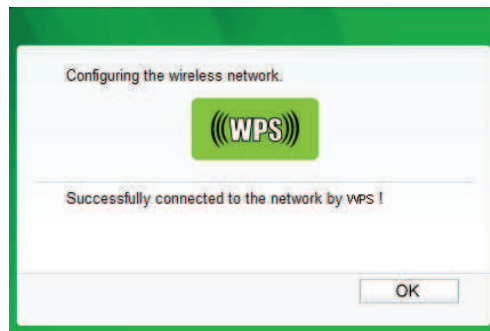 Configuring the wireless network.
(((WPS)))
Successfully connected to the network by WPS !
OK